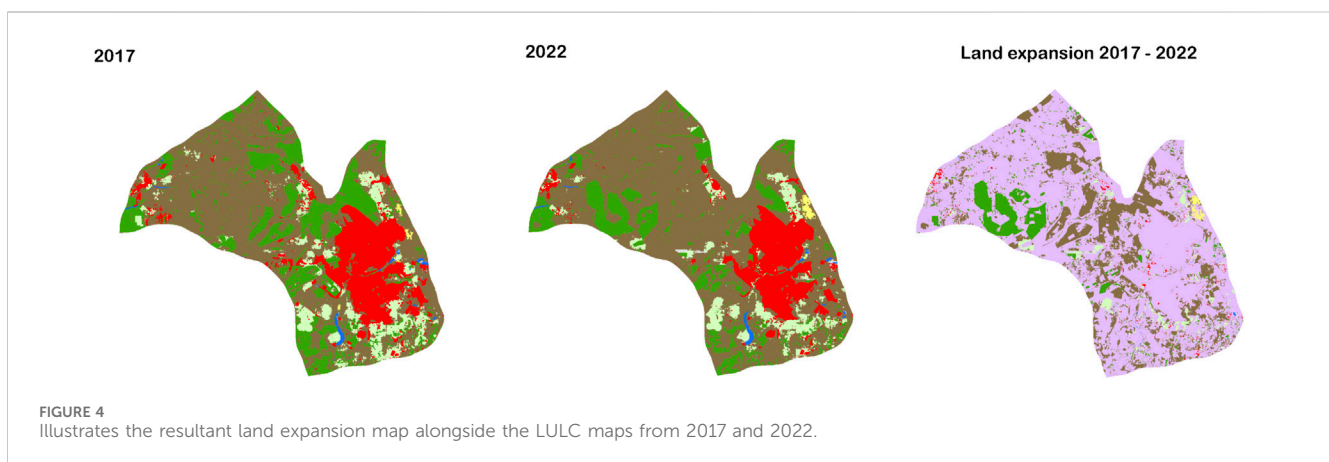 2017
2022
Land expansion 2017 - 2022
FIGURE 4
Illustrates the resultant land expansion map alongside the LULC maps from 2017 and 2022.